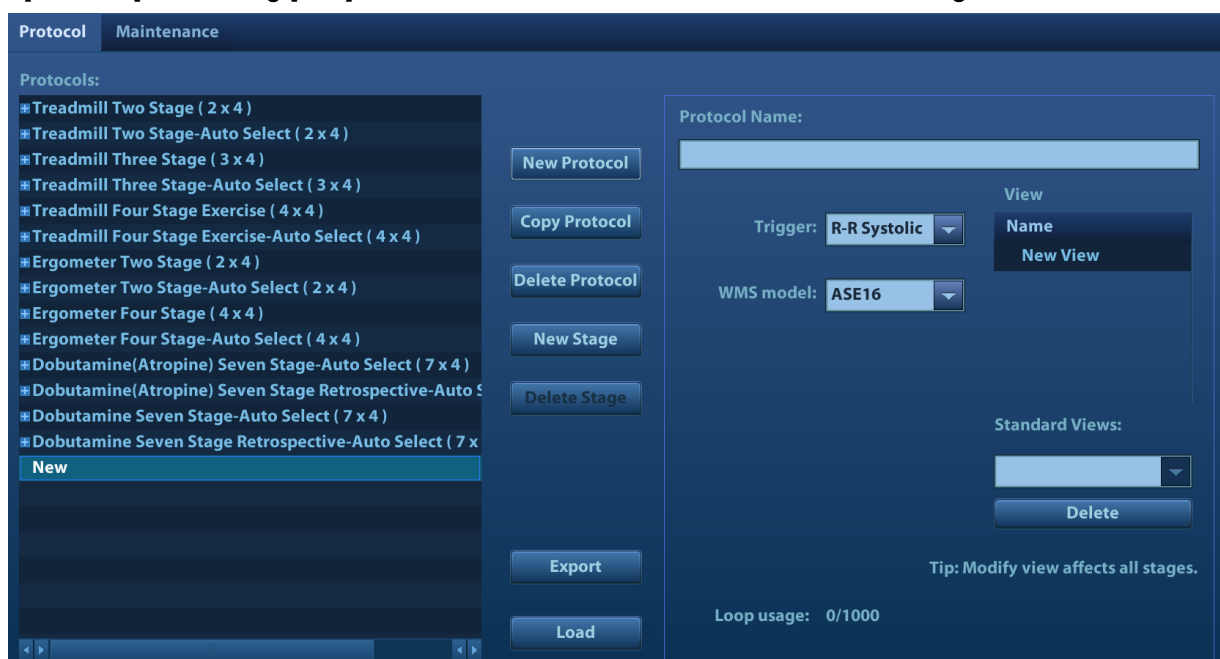 Protocol Maintenance
Protocols:
Treadmill Two Stage ( 2 x 4 )
Treadmill Two Stage-Auto Select ( 2 x 4 )
Treadmill Three Stage ( 3 x 4 )
Treadmill Three Stage-Auto Select ( 3 x 4 )
Treadmill Four Stage Exercise ( 4 x 4 )
Treadmill Four Stage Exercise-Auto Select ( 4 x 4 )
Ergometer Two Stage ( 2 x 4 )
Ergometer Two Stage-Auto Select ( 2 x 4 )
Ergometer Four Stage ( 4 x 4 )
Ergometer Four Stage-Auto Select ( 4 x 4 )
Dobutamine(Atropine) Seven Stage-Auto Select ( 7 x 4 )
Dobutamine(Atropine) Seven Stage Retrospective-Auto
Dobutamine Seven Stage-Auto Select ( 7 x 4 )
Dobutamine Seven Stage Retrospective-Auto Select ( 7 x
New
New Protocol
Copy Protocol
Delete Protocol
New Stage
Delete Stage
Export
Load
Protocol Name:
Trigger: R-R Systolic
WMS model: ASE16
View
Name
New View
Standard Views:
Delete
Tip: Modify view affects all stages.
Loop usage: 0/1000